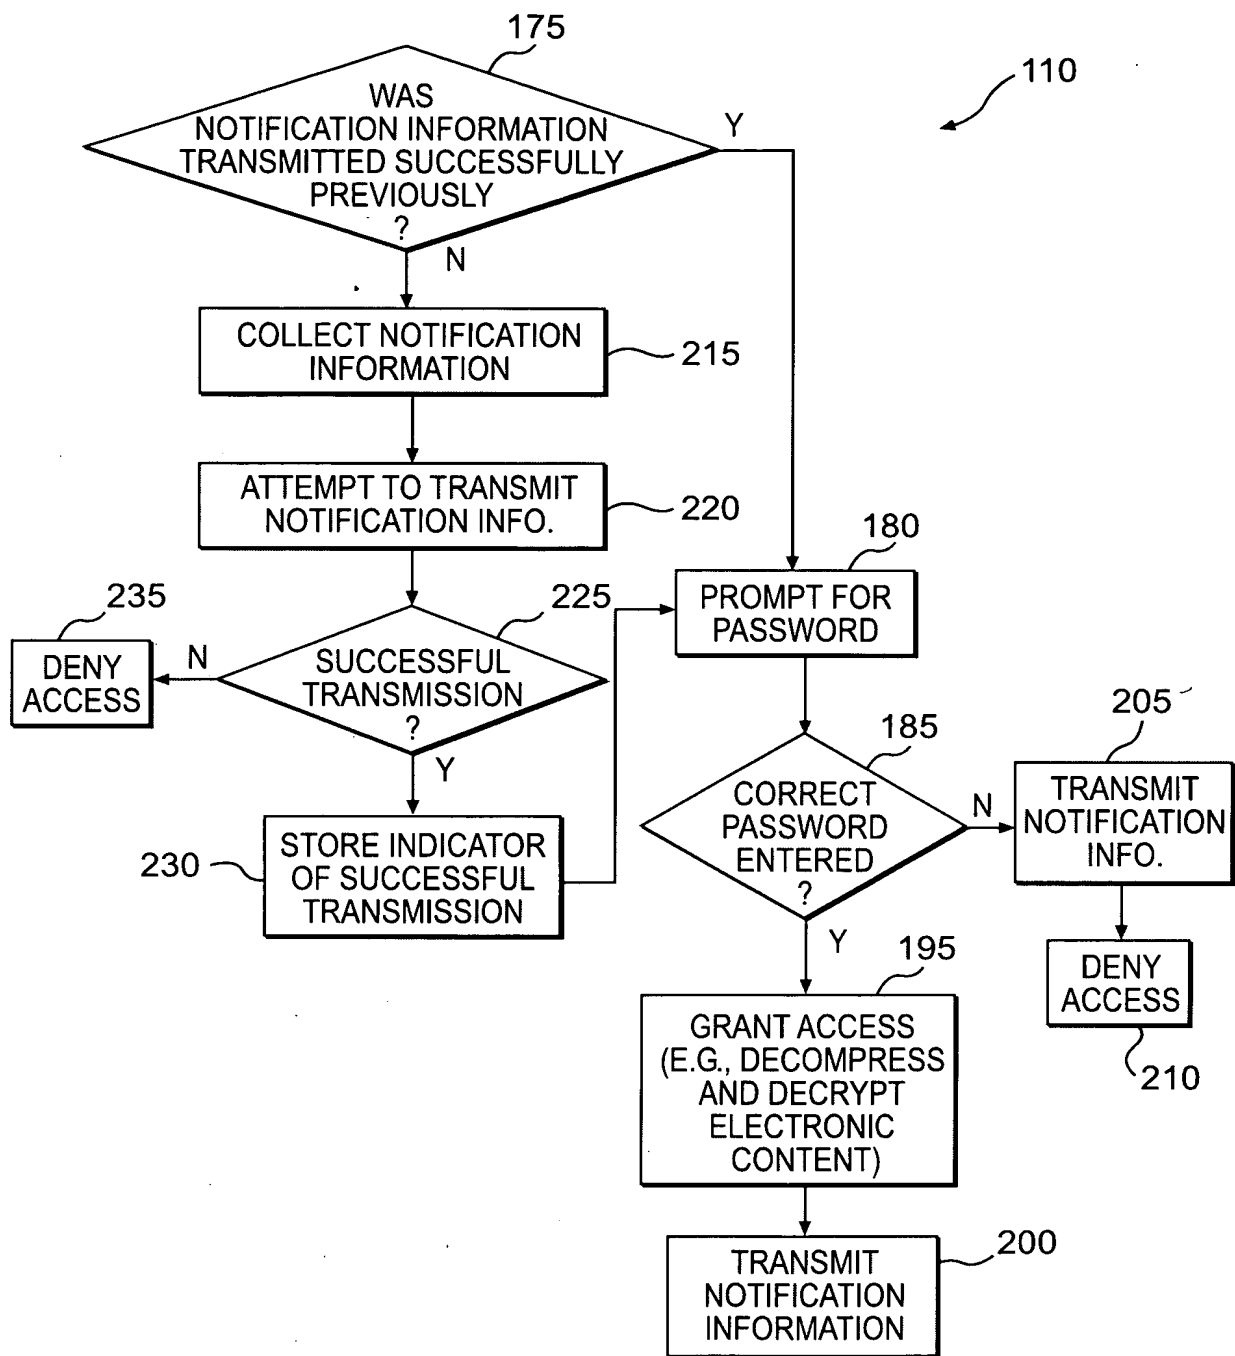 175
110
WAS
NOTIFICATION INFORMATION
TRANSMITTED SUCCESSFULLY
PREVIOUSLY
?
Y
N
COLLECT NOTIFICATION
INFORMATION
215
ATTEMPT TO TRANSMIT
NOTIFICATION INFO.
220
180
PROMPT FOR
PASSWORD
235
225
DENY
ACCESS
N
SUCCESSFUL
TRANSMISSION
?
Y
205
185
CORRECT
PASSWORD
ENTERED
?
N
TRANSMIT
NOTIFICATION
INFO.
230
STORE INDICATOR
OF SUCCESSFUL
TRANSMISSION
Y
195
DENY
ACCESS
210
GRANT ACCESS
(E.G., DECOMPRESS
AND DECRYPT
ELECTRONIC
CONTENT)
200
TRANSMIT
NOTIFICATION
INFORMATION